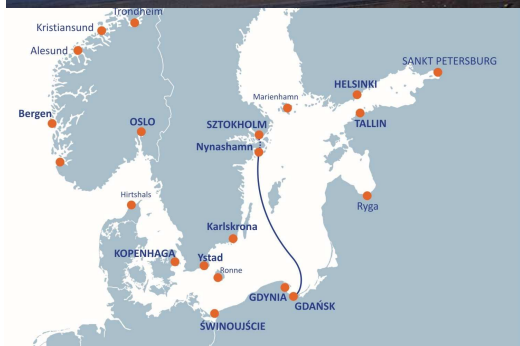 Trondheim
Kristiansund
Alesund
SANKT PETERSBURG
HELSINKI
Marienhamn
Bergen
OSLO
SZTOKHOLM
TALLIN
Nynashamn
Hirtshals
Ryga
Karlskrona
KOPENHAGA
Ystad
Ronne
GDYNIA
GDAŃSK
ŚWINOUJŚCIE